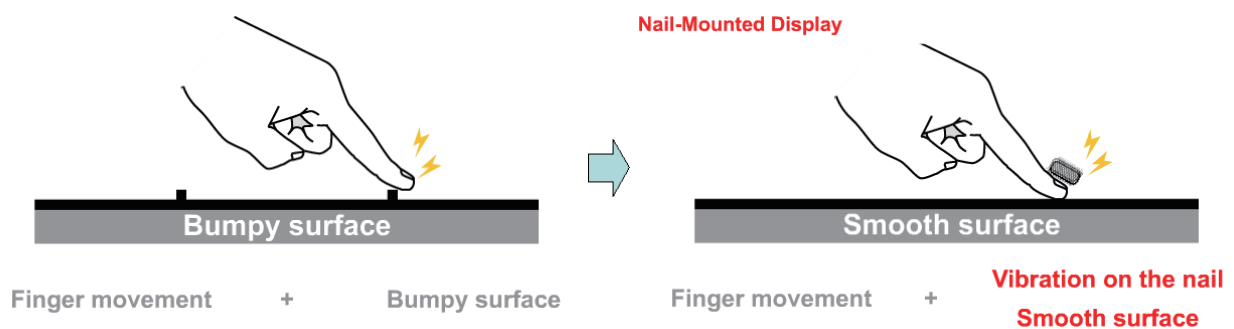 Nail-Mounted Display
Bumpy surface
Smooth surface
Finger movement + Bumpy surface
Finger movement + Vibration on the nail
Smooth surface